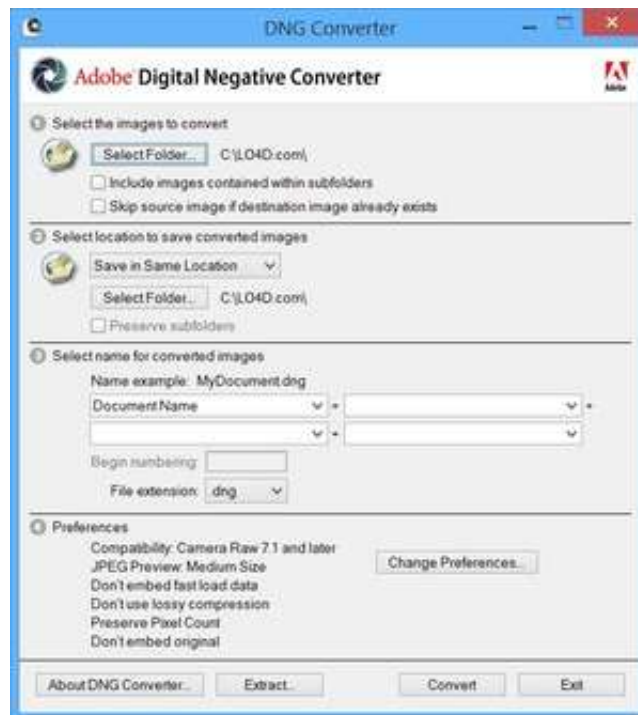 DNG Converter
Adobe Digital Negative Converter
Adobe
1 Select the images to convert
Select Folder... C:\LO4D.com\
Include images contained within subfolders
Skip source image if destination image already exists
2 Select location to save converted images
Save in Same Location
Select Folder... C:\LO4D.com\
Preserve subfolders
3 Select name for converted images
Name example: MyDocument.dng
Document Name + +
+
Begin numbering:
File extension: .dng
4 Preferences
Compatibility: Camera Raw 7.1 and later
JPEG Preview: Medium Size
Change Preferences...
Don't embed fast load data
Don't use lossy compression
Preserve Pixel Count
Don't embed original
About DNG Converter... Extract... Convert Exit